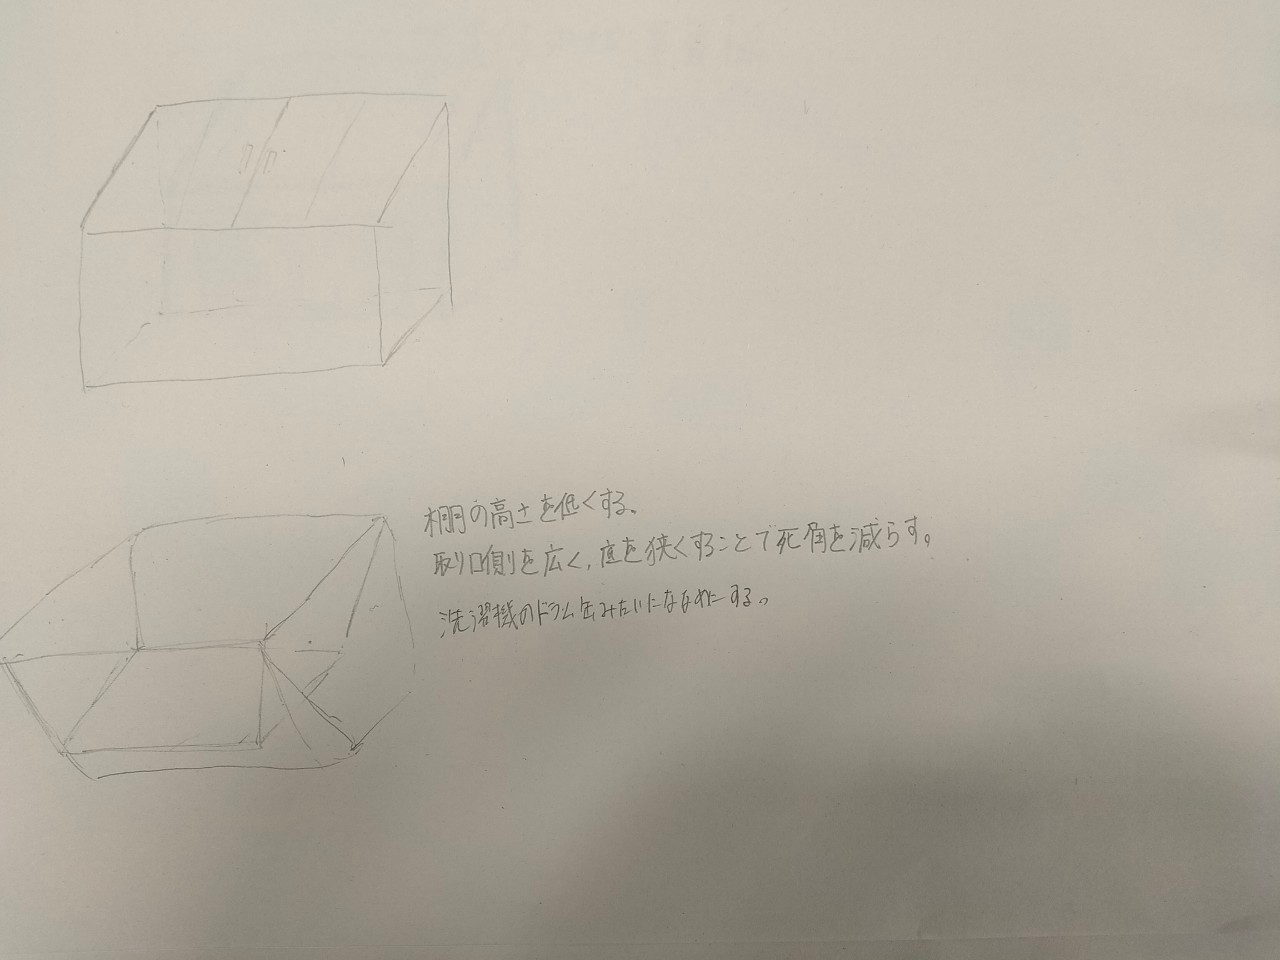 棚の高さを低くする。
取り口側を広く、底を狭くすることで死角を減らす。
洗濯機のドラム缶みたいにななめにする。